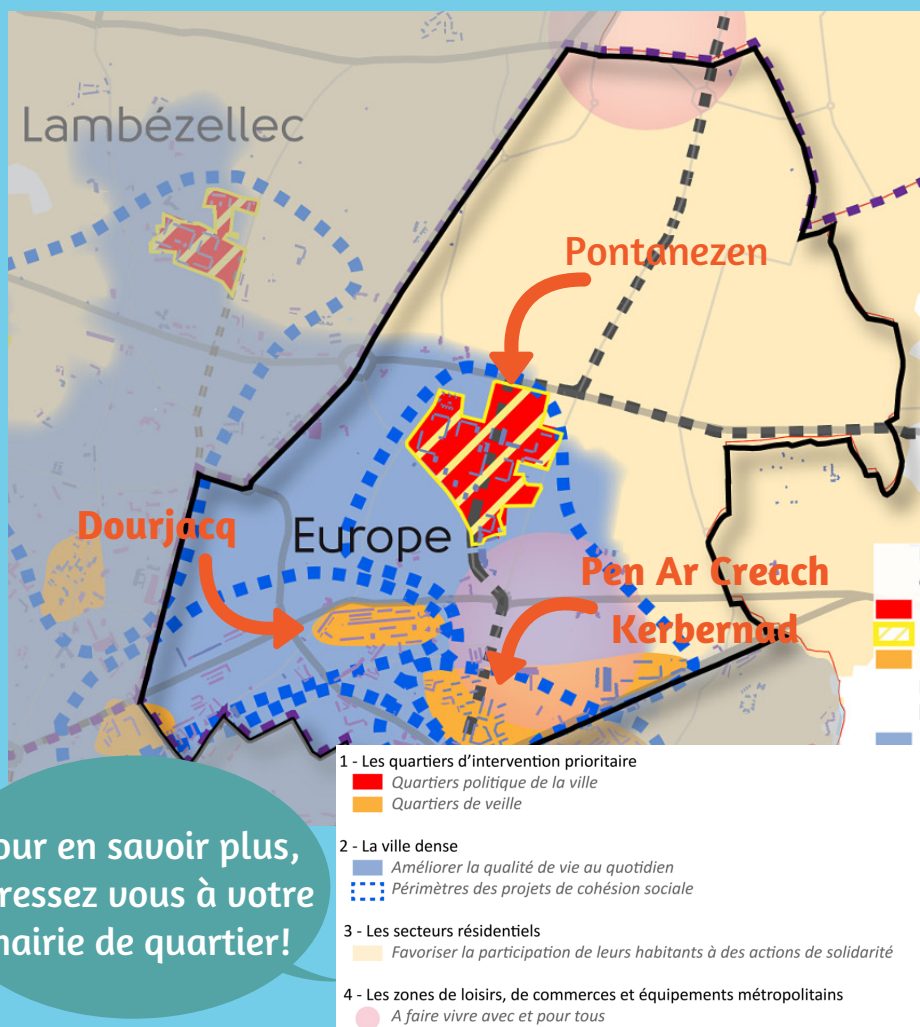 Lambézellec
Pontanezen
Dourjacq
Europe
Pen Ar Creach
Kerbernad
our en savoir plus,
ressez vous à votre
mairie de quartier!
1 - Les quartiers d'intervention prioritaire
Quartiers politique de la ville
Quartiers de veille
2 - La ville dense
Améliorer la qualité de vie au quotidien
Périmètres des projets de cohésion sociale
3 - Les secteurs résidentiels
Favoriser la participation de leurs habitants à des actions de solidarité
4 - Les zones de loisirs, de commerces et équipements métropolitains
A faire vivre avec et pour tous